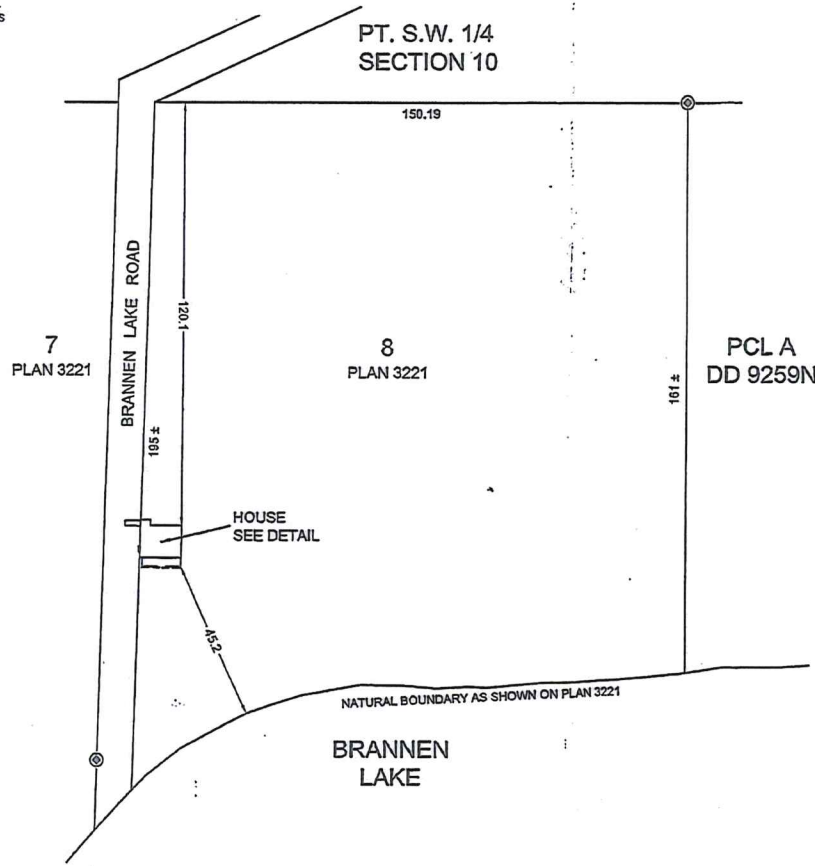 PT. S.W. 1/4
SECTION 10
150.19
BRANNEN LAKE ROAD
120.1
7
PLAN 3221
8
PLAN 3221
PCL A
DD 9259N
161 ±
195 ±
HOUSE
SEE DETAIL
45.2
NATURAL BOUNDARY AS SHOWN ON PLAN 3221
BRANNEN
LAKE